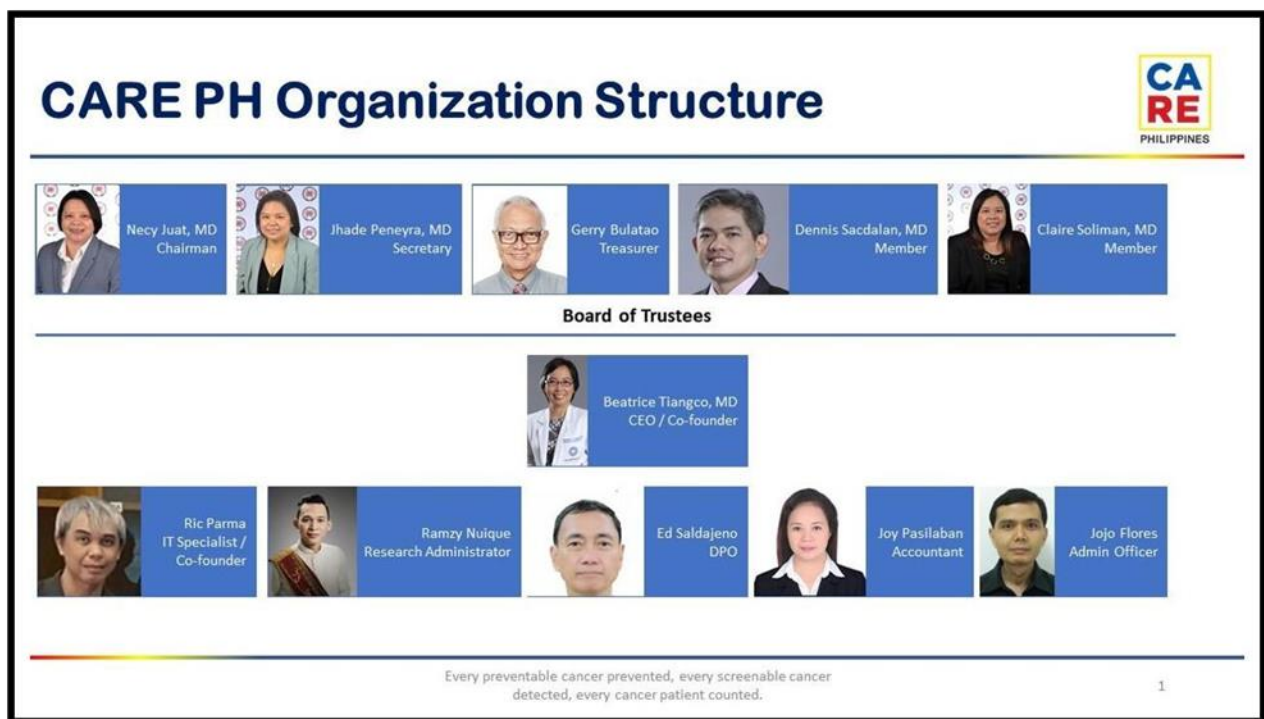 CARE PH Organization Structure
CA
RE
PHILIPPINES
Necy Juat, MD
Chairman
Jhade Peneyra, MD
Secretary
Gerry Bulatao
Treasurer
Dennis Sacdalan, MD
Member
Claire Soliman, MD
Member
Board of Trustees
Beatrice Tiangco, MD
CEO / Co-founder
Ric Parma
IT Specialist /
Co-founder
Ramzy Nuique
Research Administrator
Ed Saldajeno
DPO
Joy Pasilaban
Accountant
Jojo Flores
Admin Officer
Every preventable cancer prevented, every screenable cancer
detected, every cancer patient counted.
1